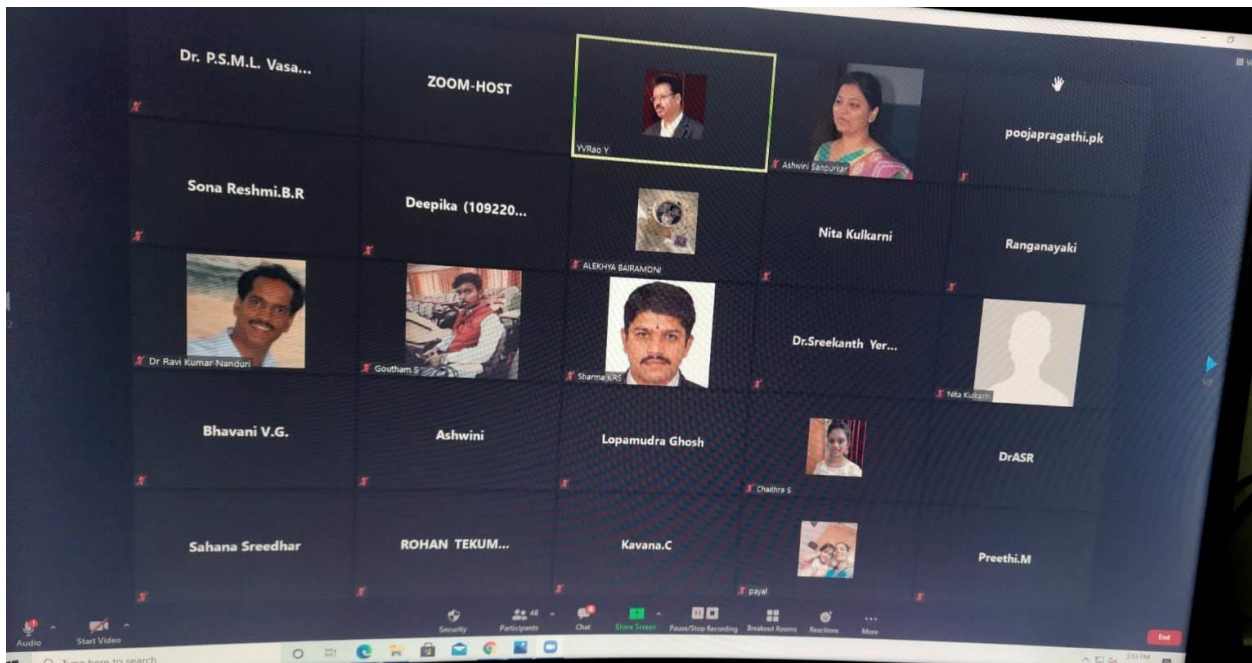 Dr. P.S.M.L. Vasa...
ZOOM-HOST
YVRao Y
Ashwini Sanpurkar
poojapragathi.pk
Sona Reshmi.B.R
Deepika (109220...
ALEKHYA BAIRAMONI
Nita Kulkarni
Ranganayaki
Dr Ravi Kumar Nanduri
Goutham S
Sharma KRS
Dr.Sreekanth Yer...
Nita Kulkarni
Bhavani V.G.
Ashwini
Lopamudra Ghosh
Chaithra S
DrASR
Sahana Sreedhar
ROHAN TEKUM...
Kavana.C
payal
Preethi.M
Audio
Start Video
Security
Participants
48
Chat
Share Screen
Pause/Stop Recording
Breakout Rooms
Reactions
More
End
Type here to search
3:13 PM